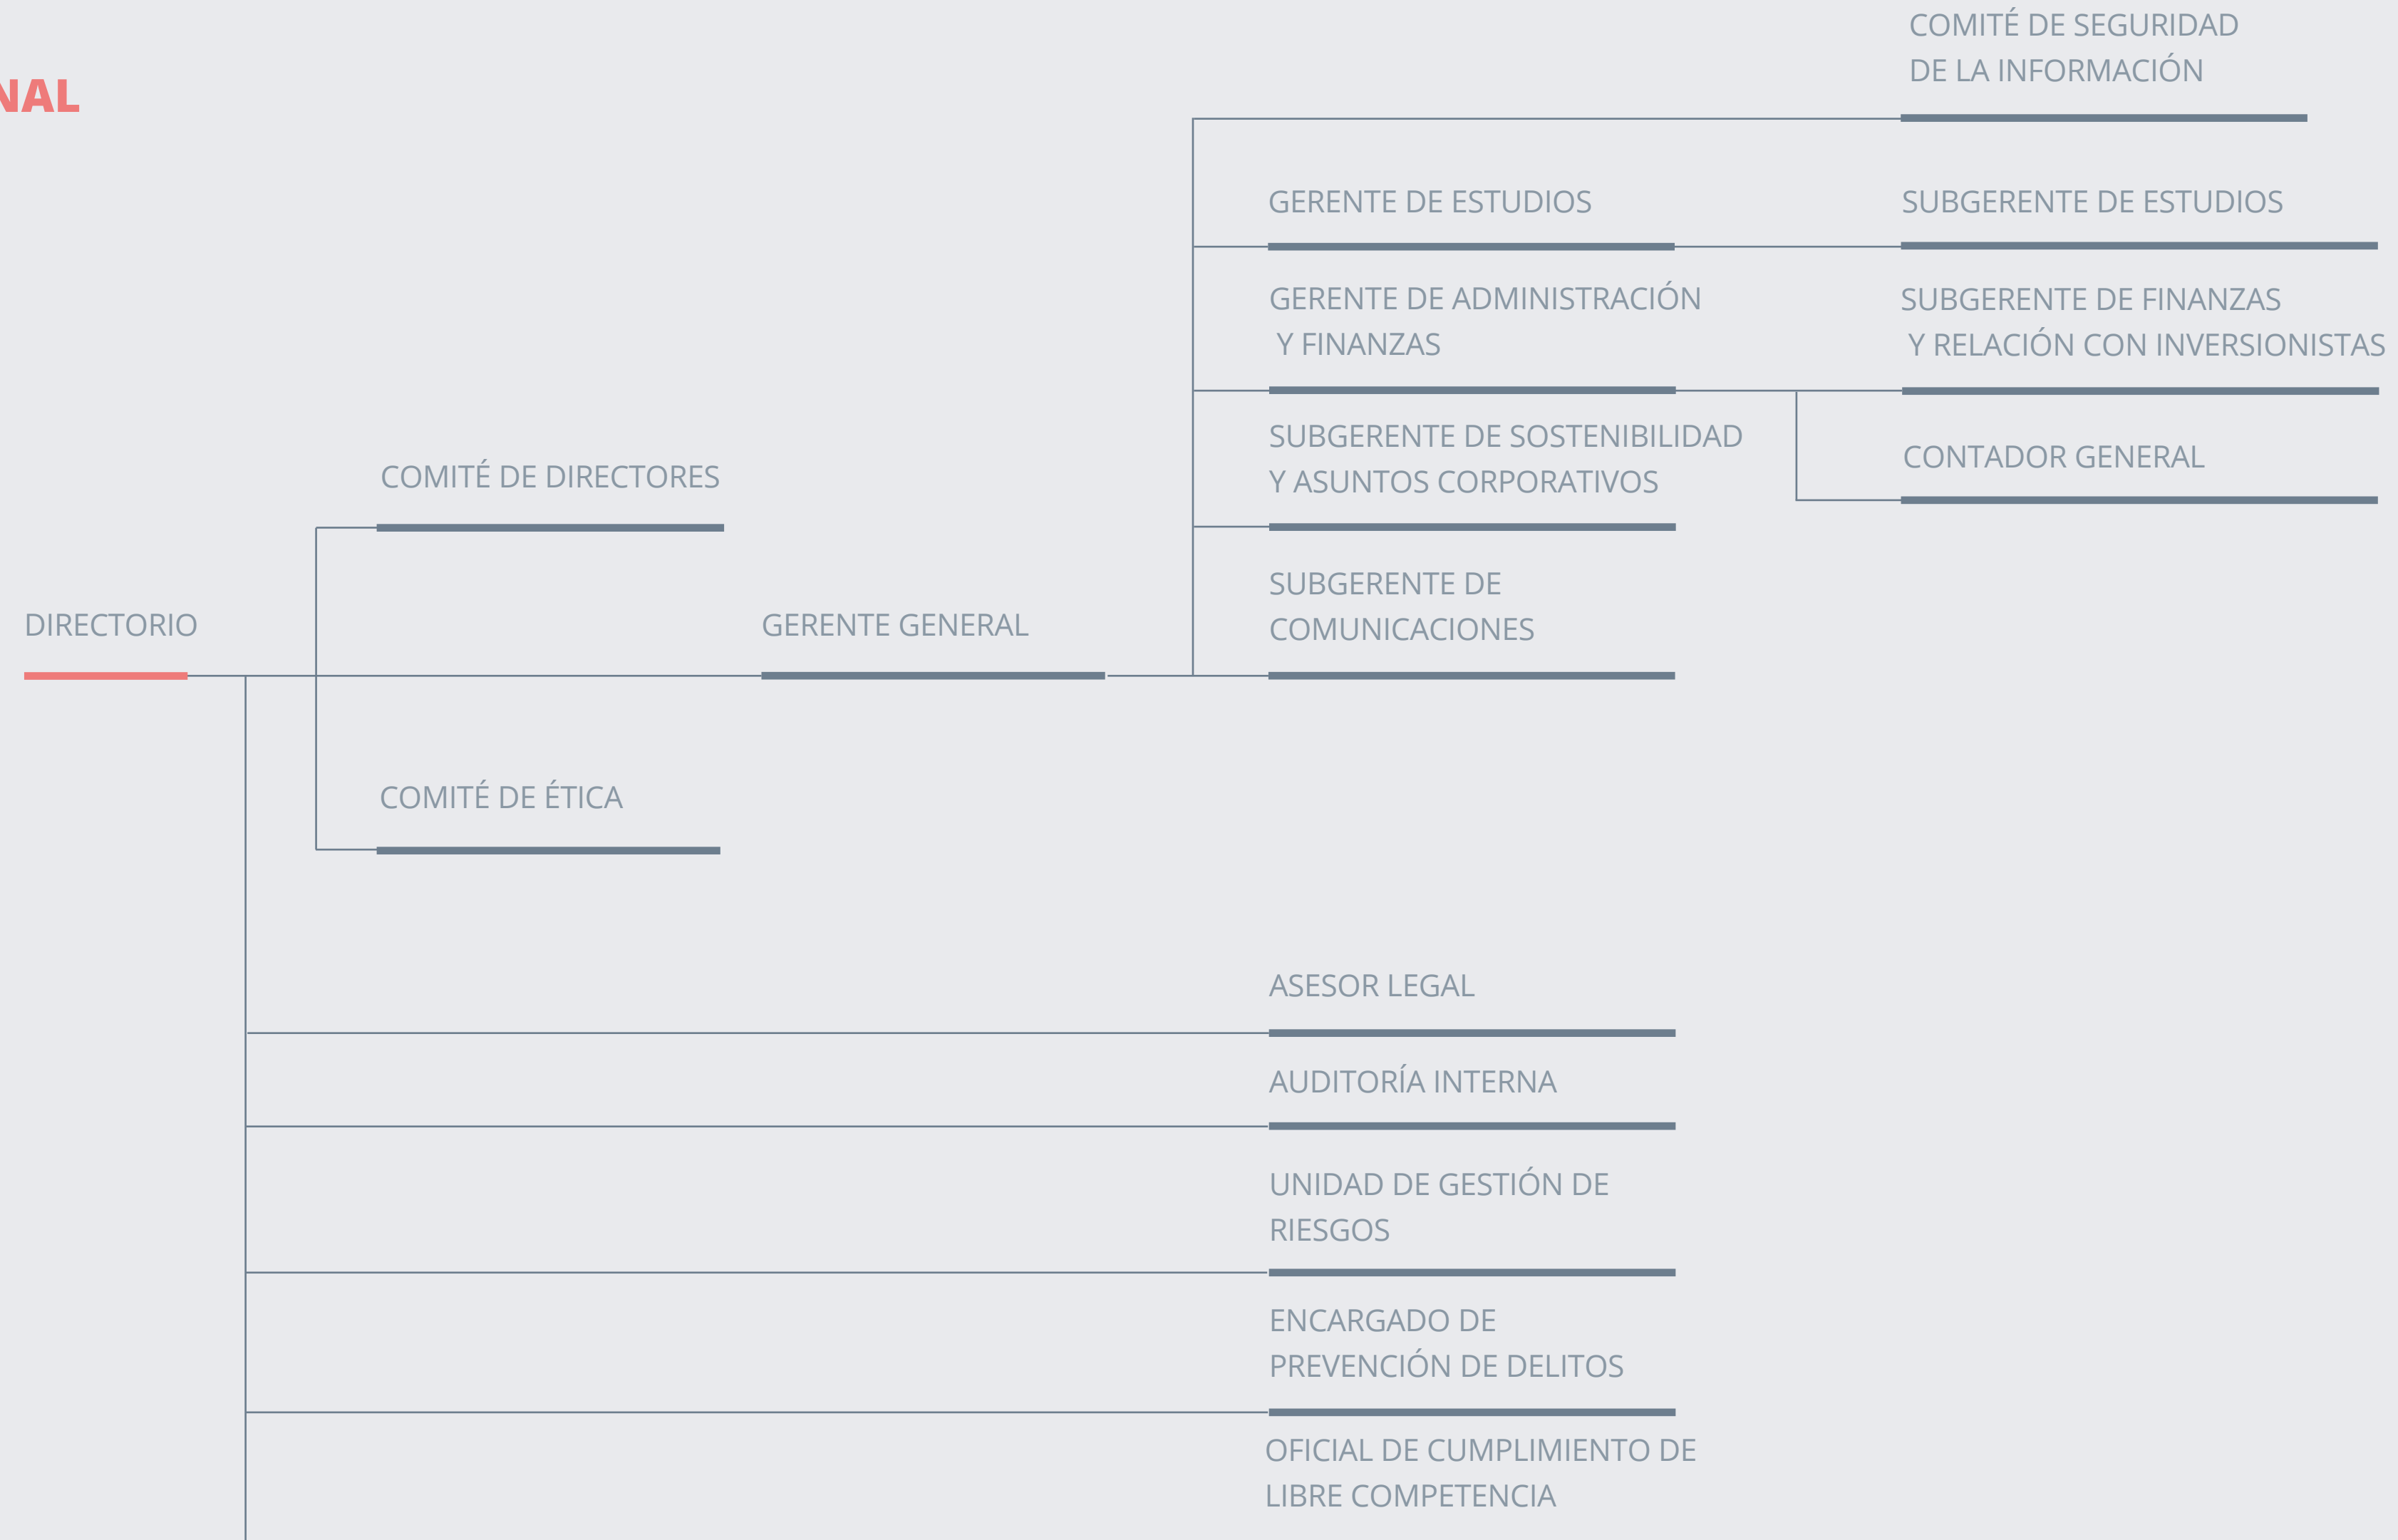 NAL
COMITÉ DE SEGURIDAD
DE LA INFORMACIÓN
GERENTE DE ESTUDIOS
SUBGERENTE DE ESTUDIOS
GERENTE DE ADMINISTRACIÓN
Y FINANZAS
SUBGERENTE DE FINANZAS
Y RELACIÓN CON INVERSIONISTAS
SUBGERENTE DE SOSTENIBILIDAD
Y ASUNTOS CORPORATIVOS
CONTADOR GENERAL
COMITÉ DE DIRECTORES
SUBGERENTE DE
COMUNICACIONES
DIRECTORIO
GERENTE GENERAL
COMITÉ DE ÉTICA
ASESOR LEGAL
AUDITORÍA INTERNA
UNIDAD DE GESTIÓN DE
RIESGOS
ENCARGADO DE
PREVENCIÓN DE DELITOS
OFICIAL DE CUMPLIMIENTO DE
LIBRE COMPETENCIA